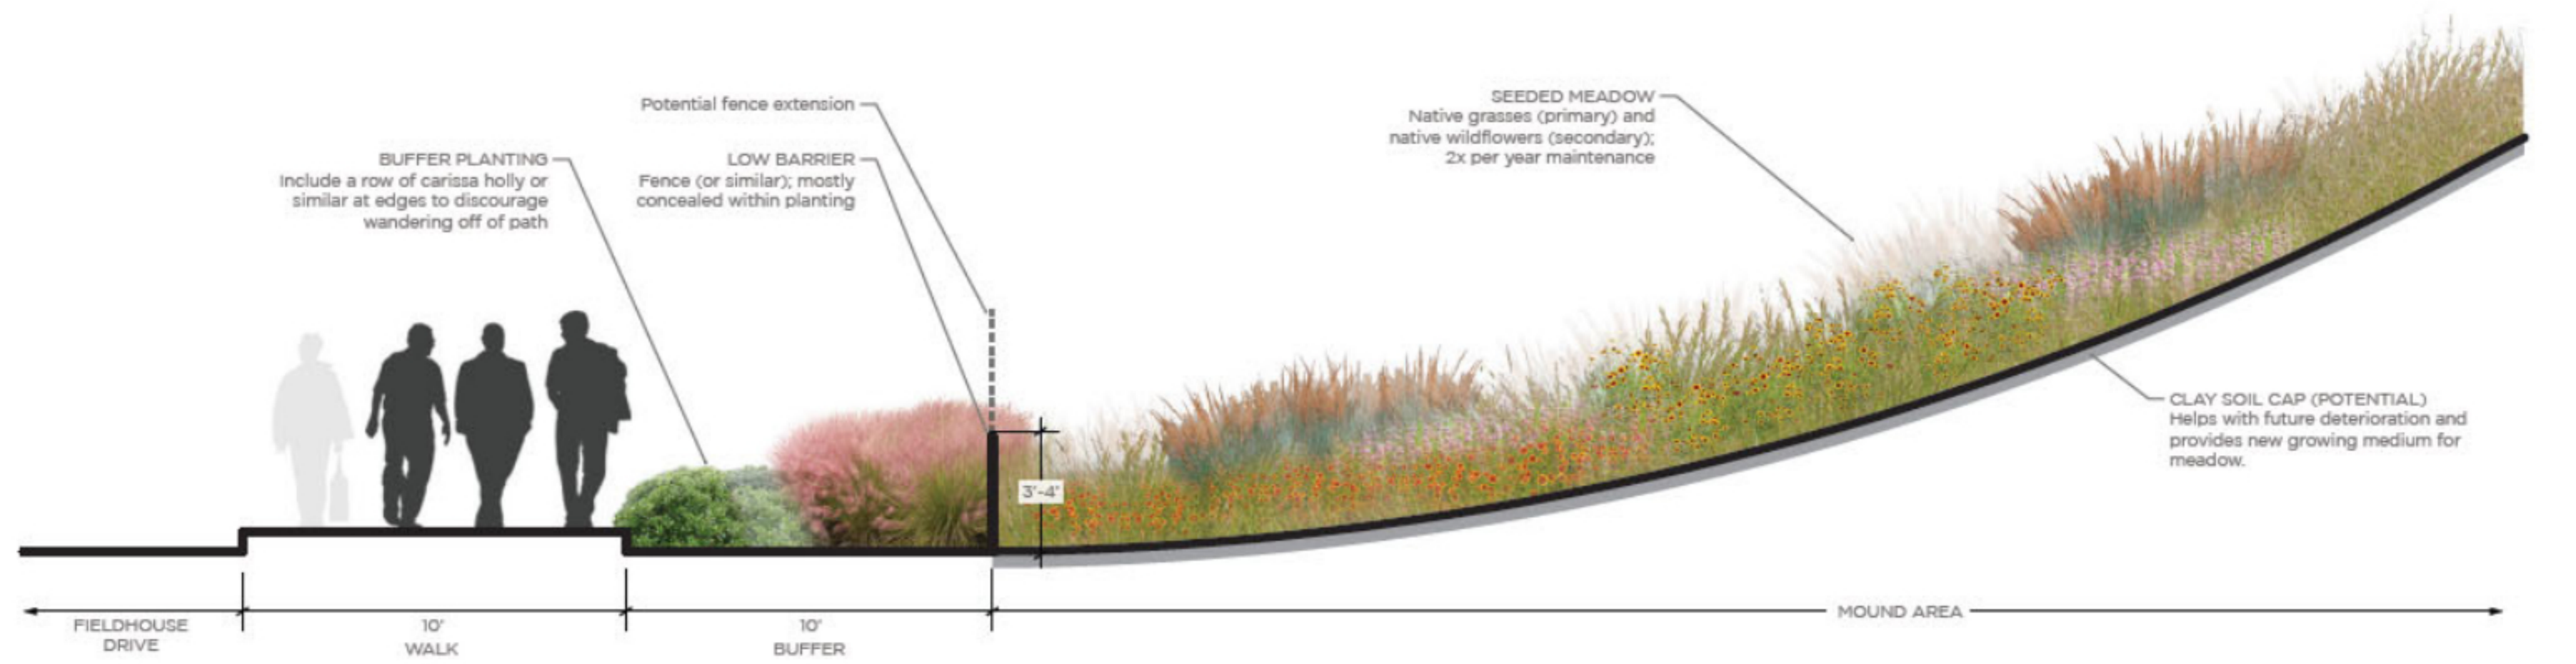 Potential fence extension
BUFFER PLANTING
Include a row of carissa holly or
similar at edges to discourage
wandering off of path
LOW BARRIER
Fence (or similar); mostly
concealed within planting
SEEDED MEADOW
Native grasses (primary) and
native wildflowers (secondary);
2x per year maintenance
CLAY SOIL CAP (POTENTIAL)
Helps with future deterioration and
provides new growing medium for
meadow.
3'-4'
FIELDHOUSE
DRIVE
10'
WALK
10'
BUFFER
MOUND AREA